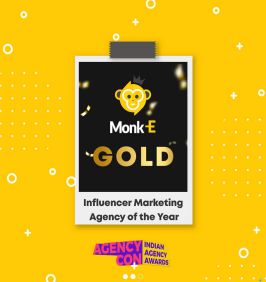 Monk-E
GOLD
Influencer Marketing
Agency of the Year
AGENCY
CON
INDIAN
AGENCY
AWARDS